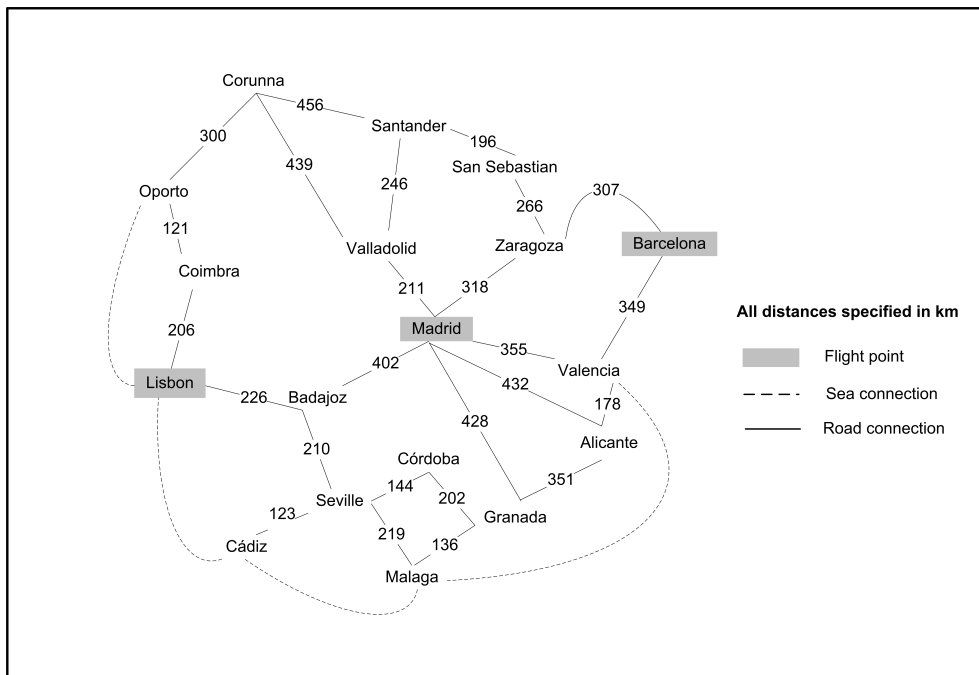 Corunna
456
Santander
300
196
439
San Sebastian
246
307
Oporto
266
121
Valladolid
Zaragoza
Barcelona
Coimbra
211
318
349
All distances specified in km
206
Madrid
355
Flight point
402
Valencia
Lisbon
432
226
Badajoz
178
Sea connection
428
Road connection
210
Alicante
Córdoba
351
144
202
Seville
123
219
Granada
136
Cádiz
Malaga